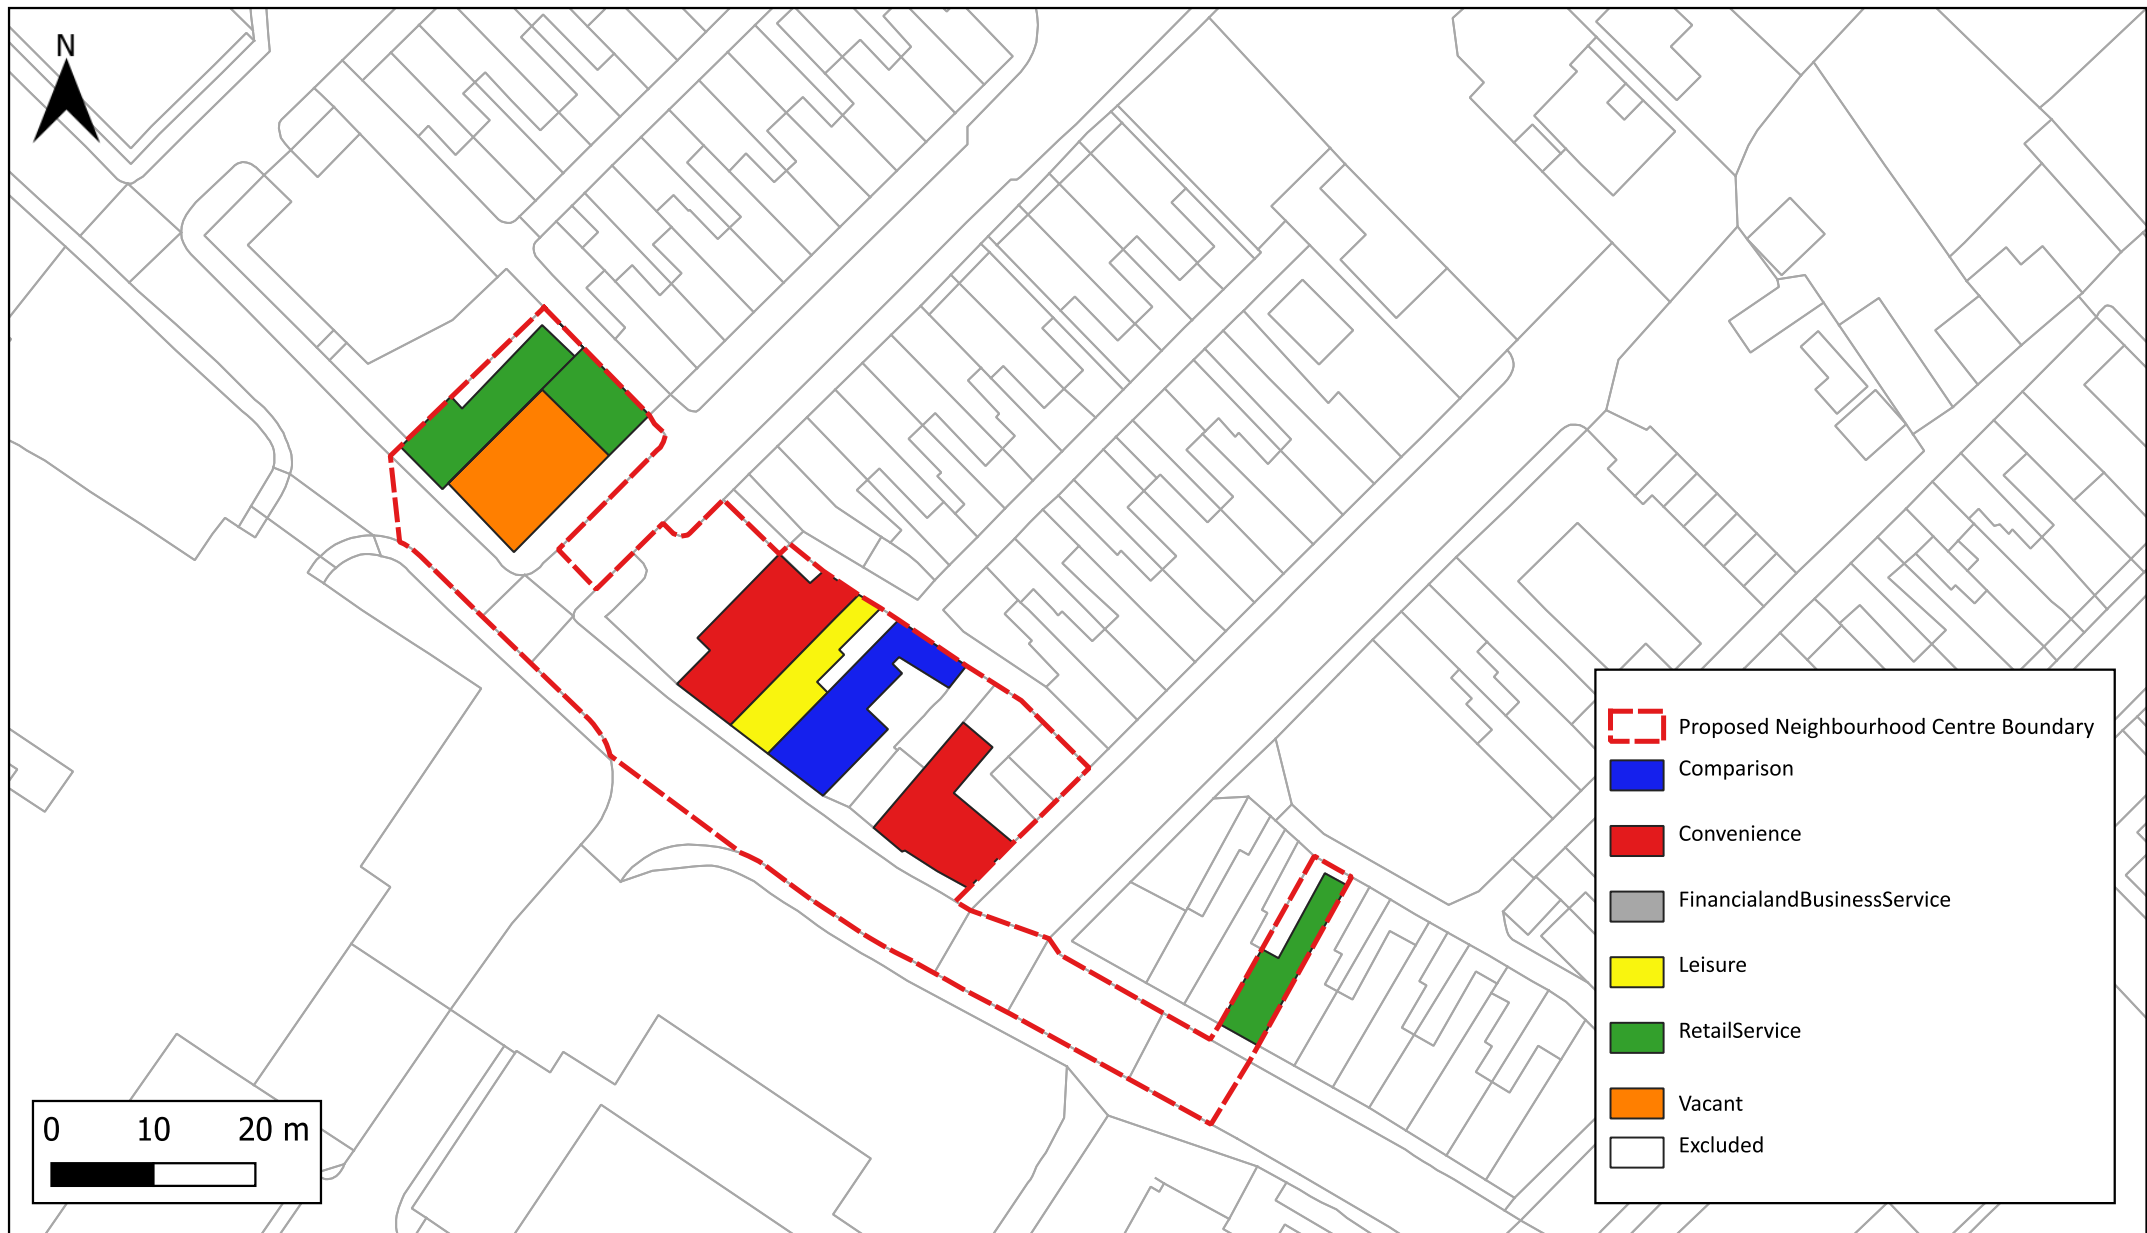 N
Proposed Neighbourhood Centre Boundary
Comparison
Convenience
FinancialandBusinessService
Leisure
RetailService
Vacant
Excluded
0 10 20 m